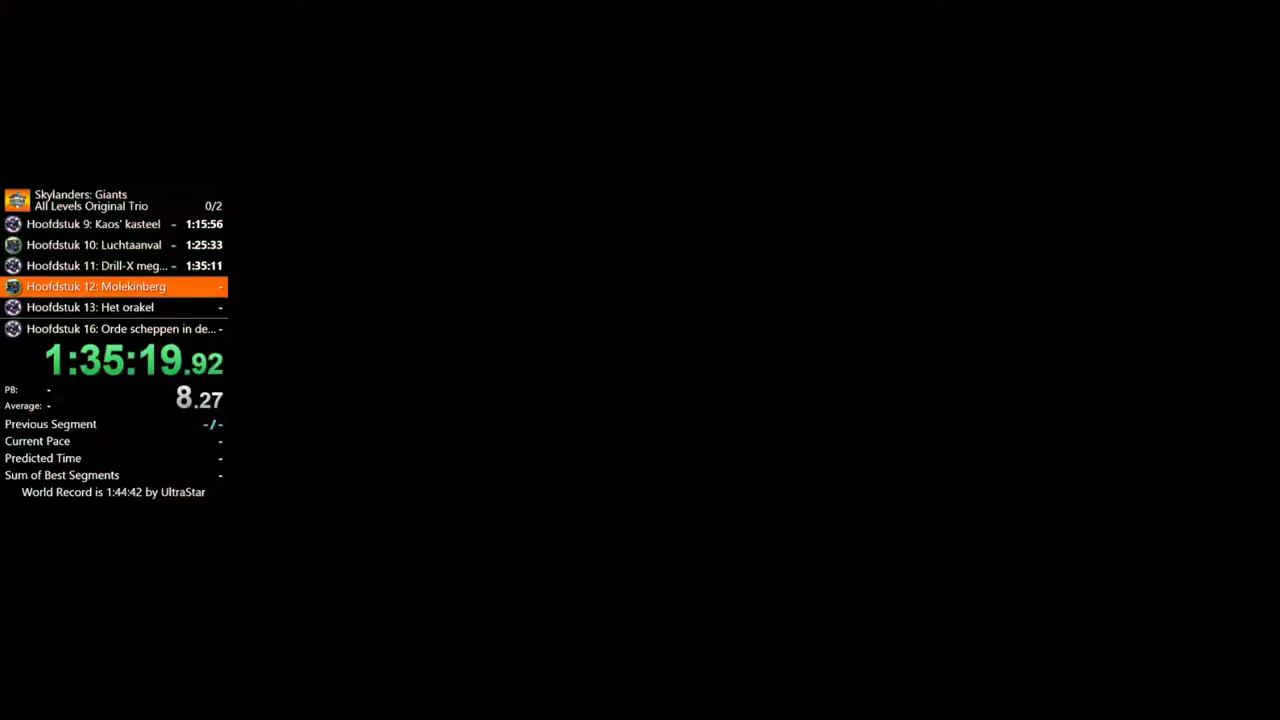 Skylanders: Giants
All Levels Original Trio 0/2
Hoofdstuk 9: Kaos' kasteel - 1:15:56
Hoofdstuk 10: Luchtaanval - 1:25:33
Hoofdstuk 11: Drill-X meg... - 1:35:11
Hoofdstuk 12: Molekinberg -
Hoofdstuk 13: Het orakel -
Hoofdstuk 16: Orde scheppen in de... -
1:35:19.92
PB: -
8.27
Average: -
Previous Segment -/-
Current Pace -
Predicted Time -
Sum of Best Segments -
World Record is 1:44:42 by UltraStar